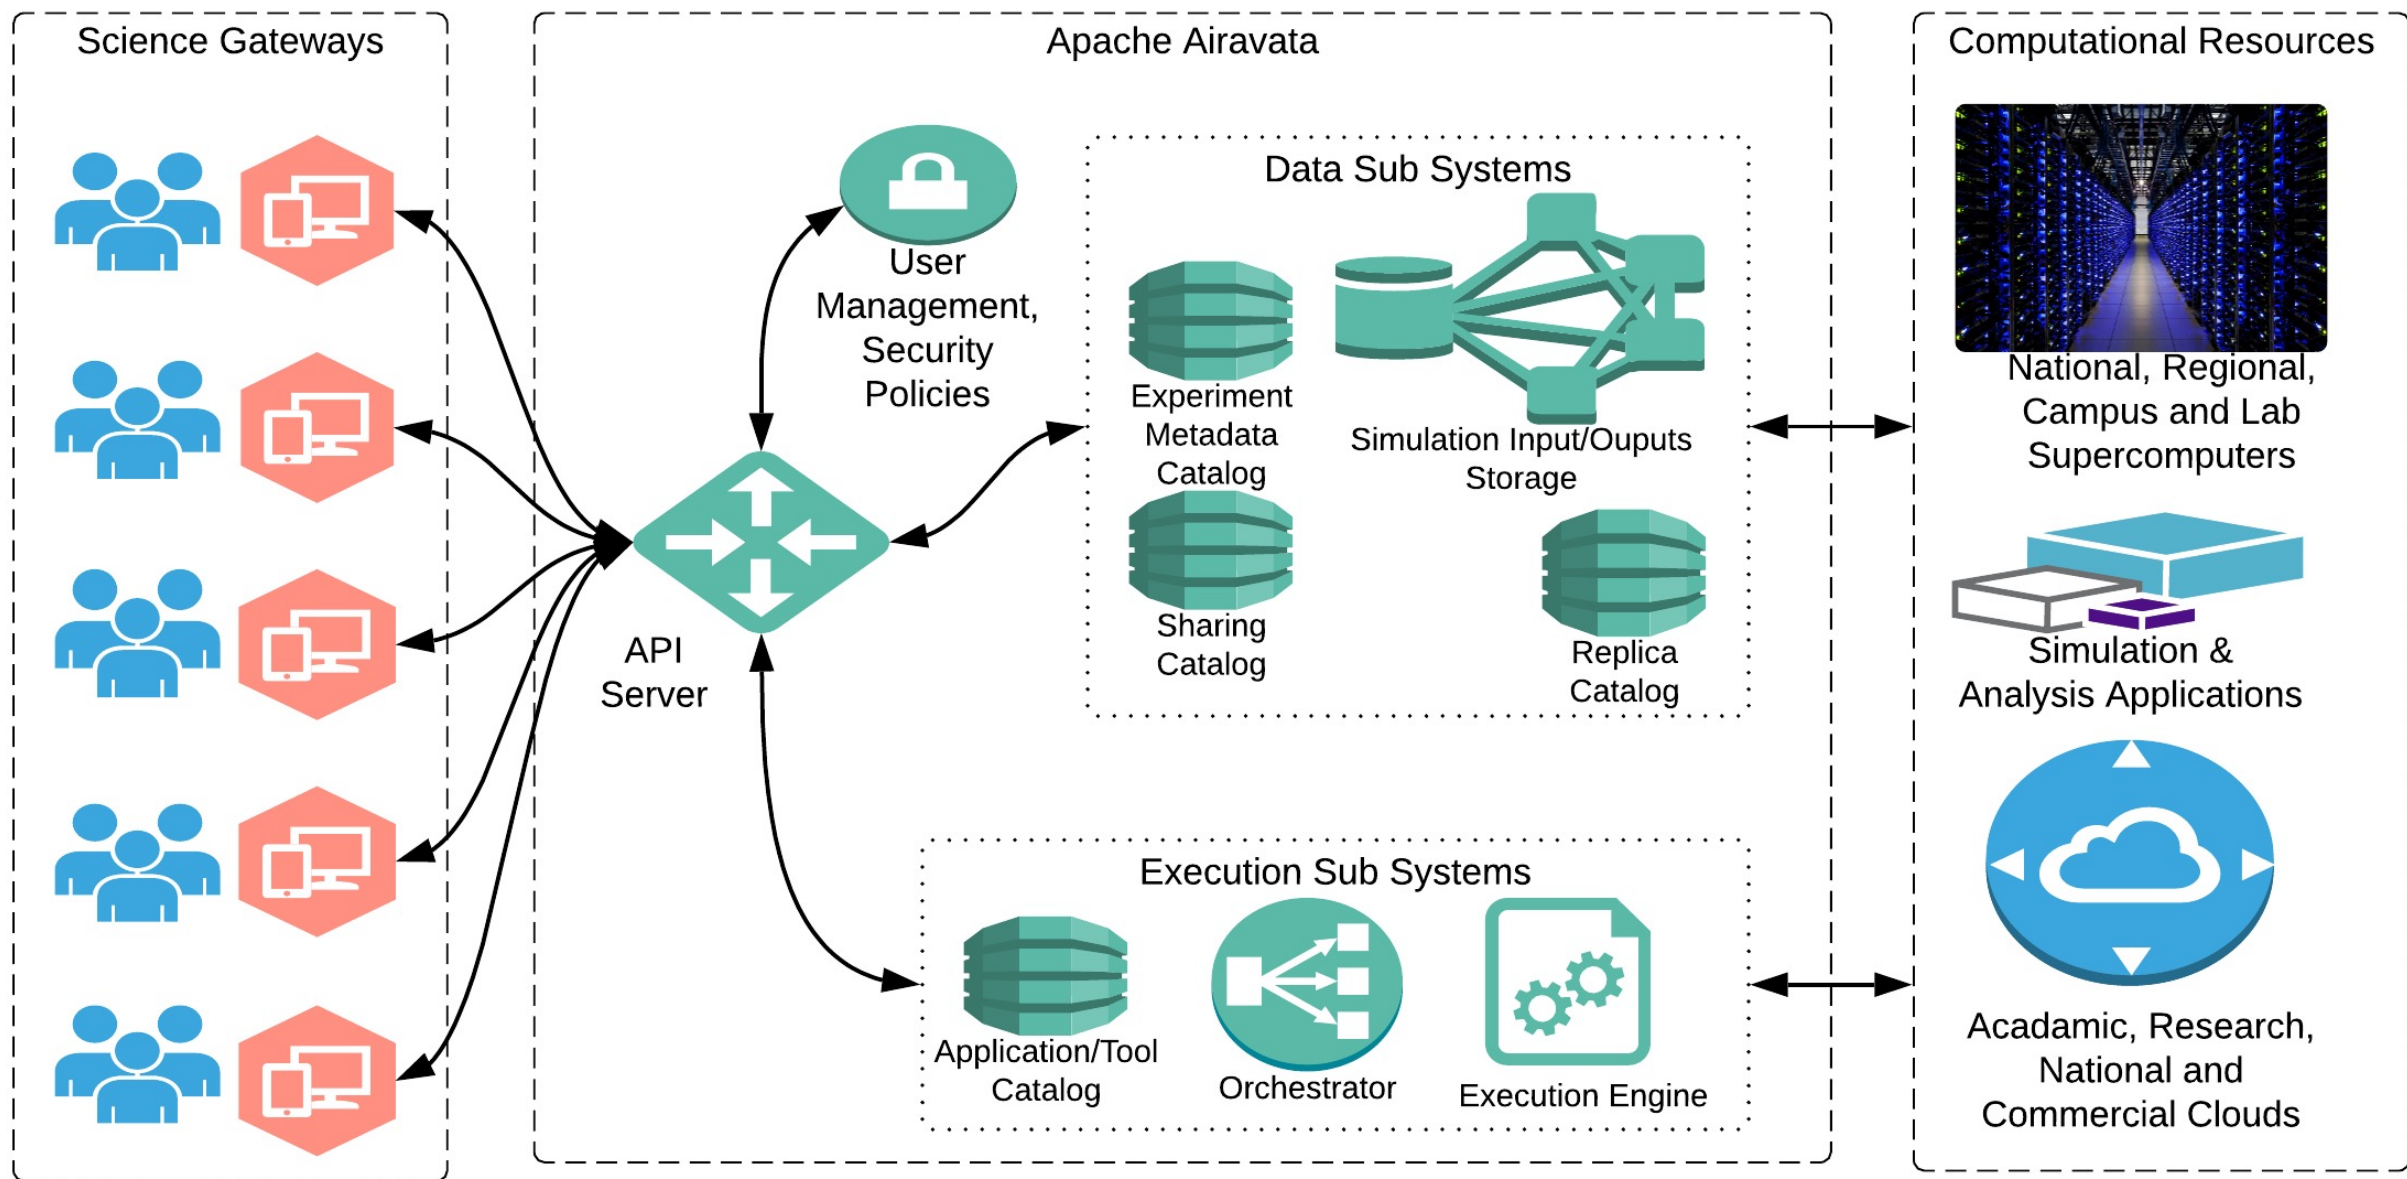 Science Gateways
Apache Airavata
Computational Resources
User
Management,
Security
Policies
Data Sub Systems
Experiment
Metadata
Catalog
Simulation Input/Ouputs
Storage
Sharing
Catalog
Replica
Catalog
API
Server
Execution Sub Systems
Application/Tool
Catalog
Orchestrator
Execution Engine
National, Regional,
Campus and Lab
Supercomputers
Simulation &
Analysis Applications
Acadamic, Research,
National and
Commercial Clouds